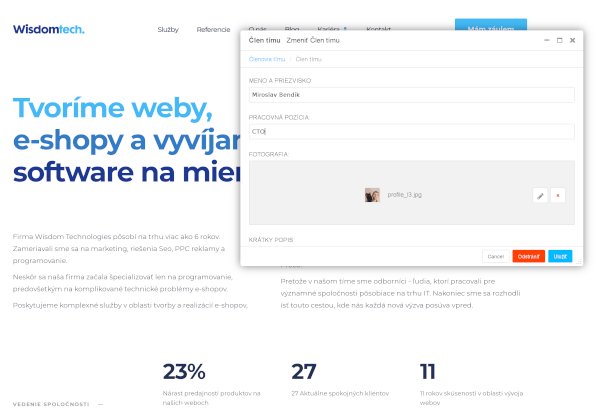 Wisdomtech.
Služby
Referencie
O nás
Blog
Kariéra
Kontakt
Mám záujem
Člen tímu Zmeniť Člen tímu
Členovia tímu
Člen tímu
MENO A PRIEZVISKO:
Miroslav Bendík
PRACOVNÁ POZÍCIA:
CTO
FOTOGRAFIA:
profile_l3.jpg
KRÁTKY POPIS:
Cancel
Odstrániť
Uložiť
Tvoríme weby,
e-shopy a vyvíjar
software na mier
Firma Wisdom Technologies pôsobí na trhu viac ako 6 rokov.
Zameriavali sme sa na marketing, riešenia Seo, PPC reklamy a
programovanie.
Neskôr sa naša firma začala špecializovať len na programovanie,
predovšetkým na komplikované technické problémy e-shopov.
Poskytujeme komplexné služby v oblasti tvorby a realizácií e-shopov.
Pretože v našom tíme sme odborníci - ľudia, ktorí pracovali pre
významné spoločnosti pôsobiace na trhu IT. Nakoniec sme sa rozhodli
ísť touto cestou, kde nás každá nová výzva posúva vpred.
23%
Nárast predajnosti produktov na
našich weboch
27
27 Aktuálne spokojných klientov
11
11 rokov skúseností v oblasti vývoja
webov
VEDENIE SPOLOČNOSTI —